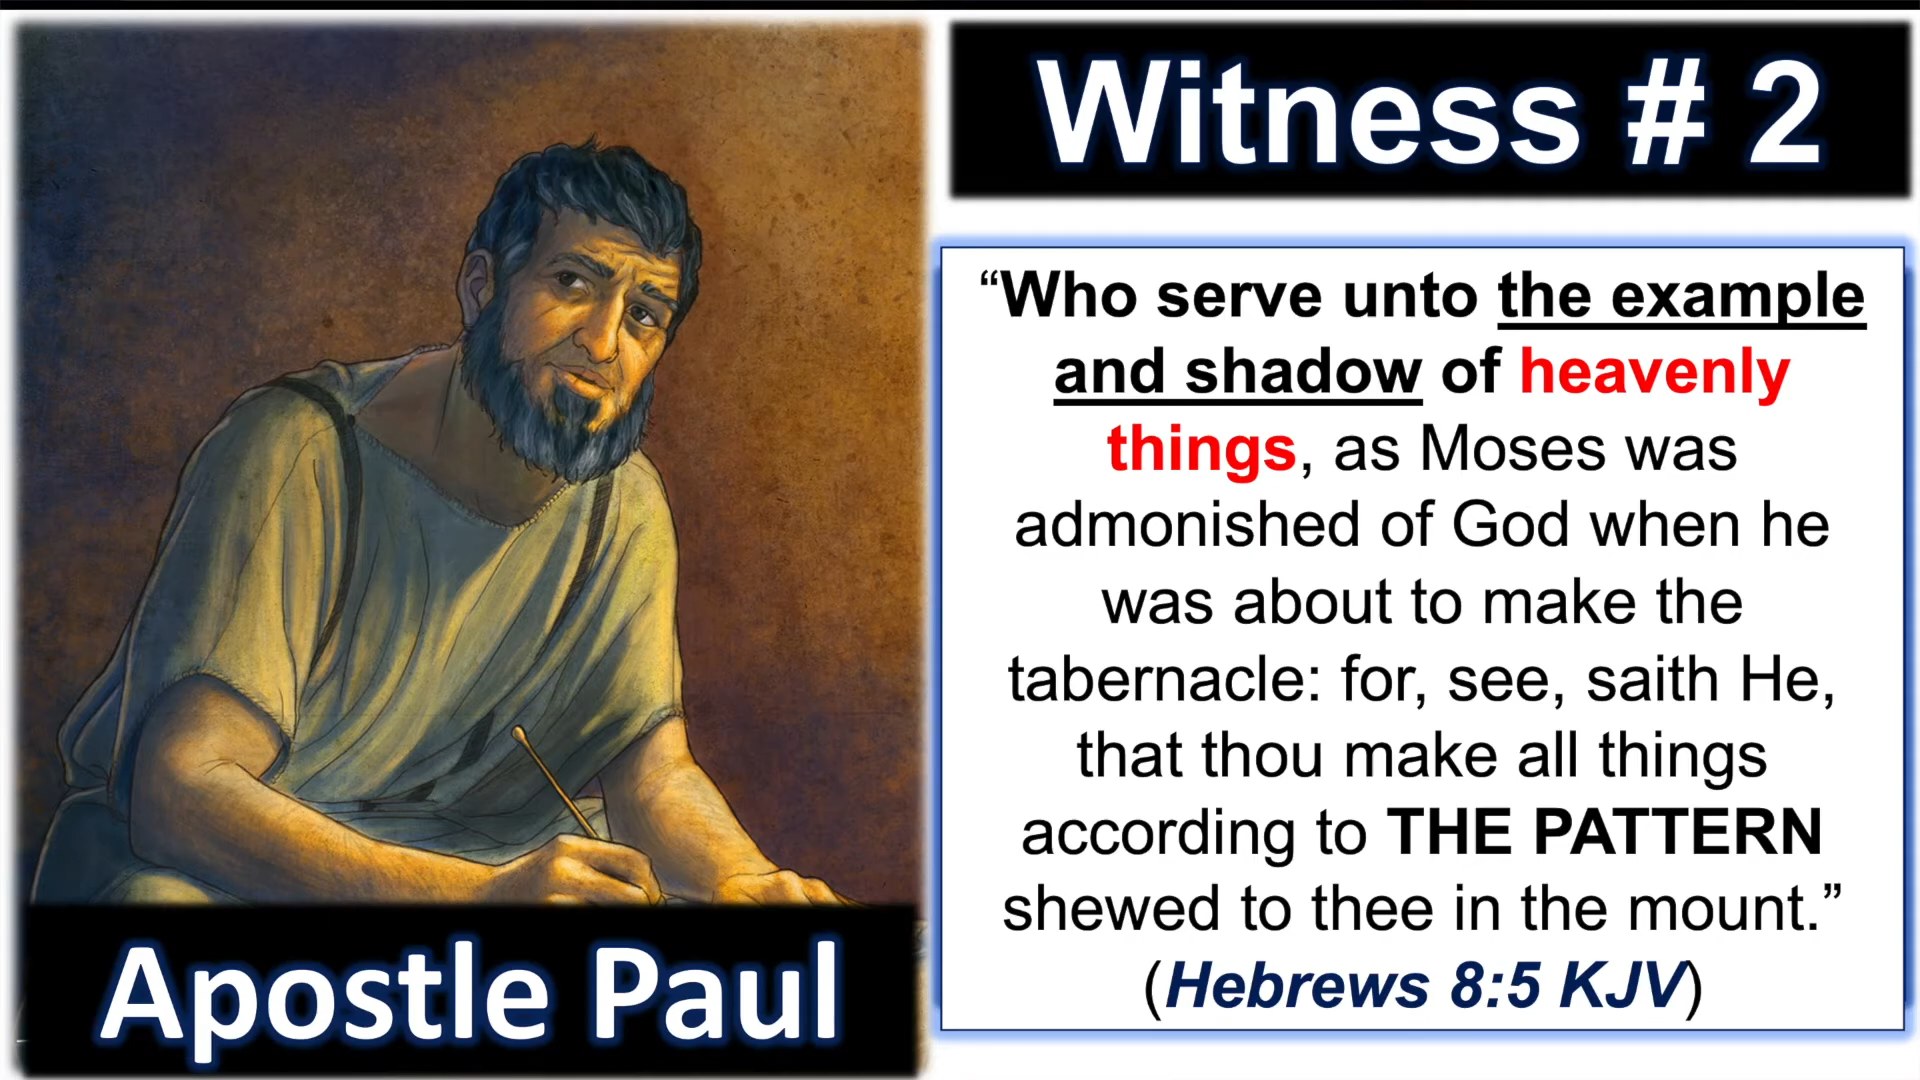 Witness # 2
“Who serve unto the example
and shadow of heavenly
things, as Moses was
admonished of God when he
was about to make the
tabernacle: for, see, saith He,
that thou make all things
according to THE PATTERN
shewed to thee in the mount.”
(Hebrews 8:5 KJV)
Apostle Paul